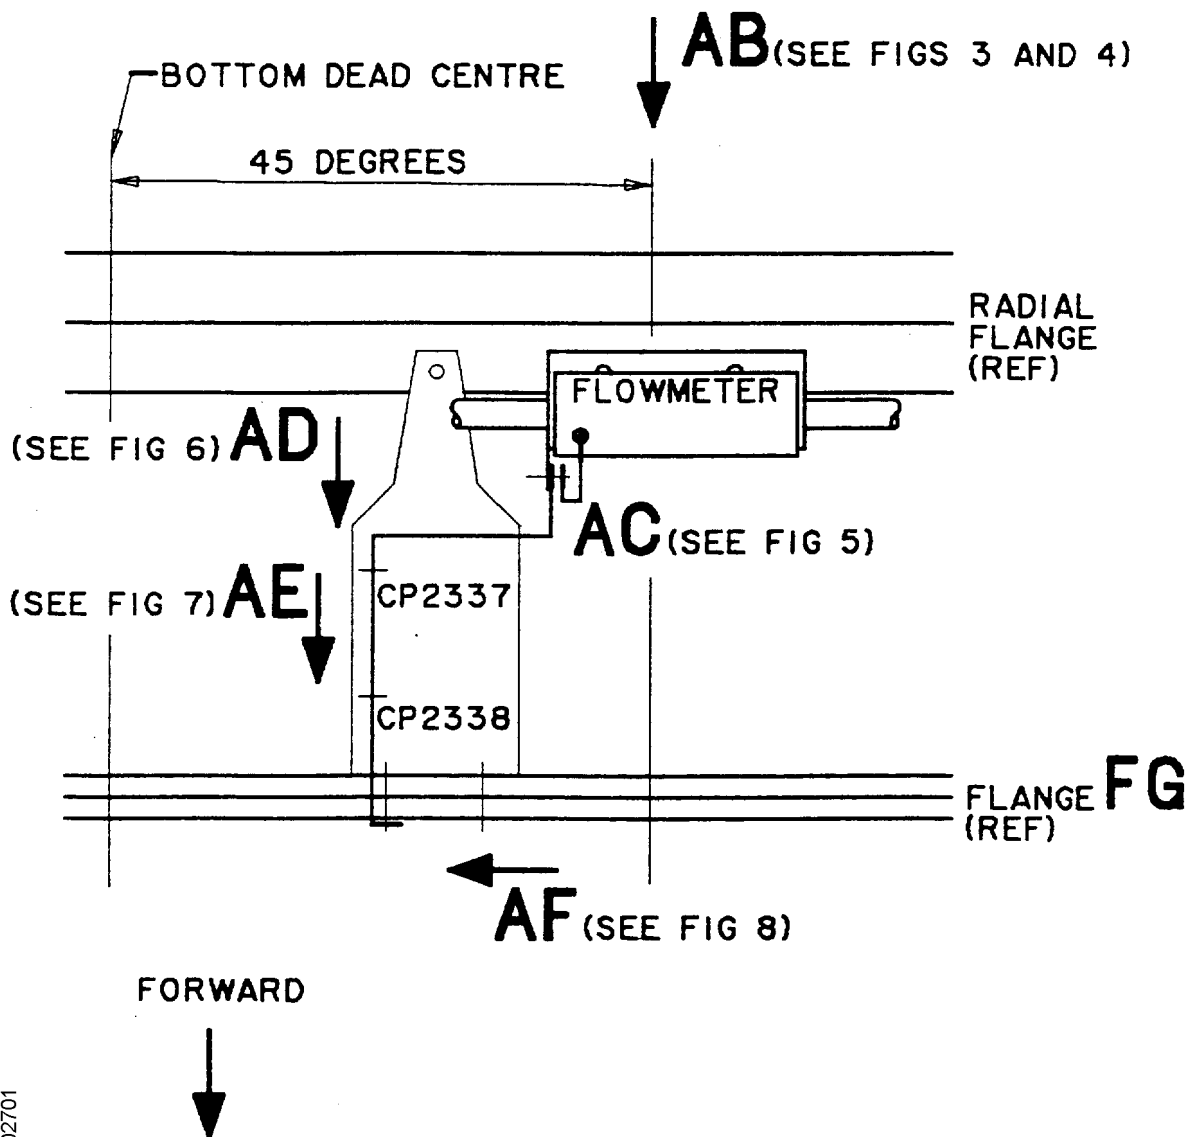 AB (SEE FIGS 3 AND 4)
BOTTOM DEAD CENTRE
45 DEGREES
RADIAL
FLANGE
(REF)
FLOWMETER
(SEE FIG 6) AD
AC (SEE FIG 5)
(SEE FIG 7) AE
CP2337
CP2338
FLANGE FG
(REF)
AF (SEE FIG 8)
FORWARD